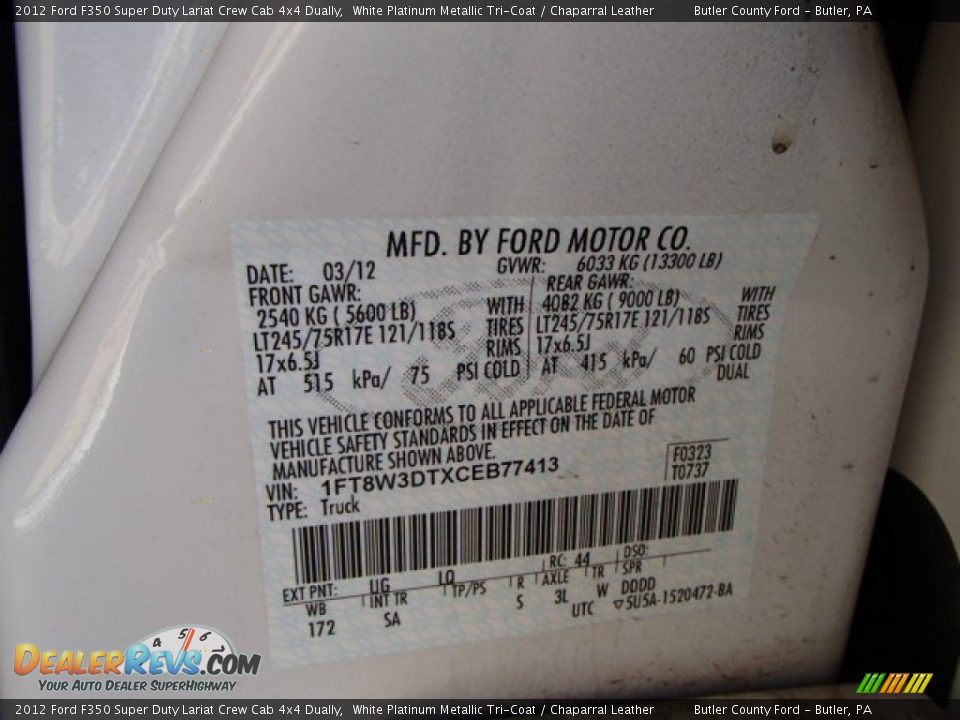 2012 Ford F350 Super Duty Lariat Crew Cab 4x4 Dually, White Platinum Metallic Tri-Coat / Chaparral Leather Butler County Ford - Butler, PA
MFD. BY FORD MOTOR CO.
DATE: 03/12 GVWR: 6033 KG (13300 LB)
FRONT GAWR: REAR GAWR:
2540 KG ( 5600 LB) WITH 4082 KG ( 9000 LB) WITH
LT245/75R17E 121/118S TIRES LT245/75R17E 121/118S TIRES
17x6.5J RIMS 17x6.5J RIMS
AT 515 kPa/ 75 PSI COLD AT 415 kPa/ 60 PSI COLD
DUAL
THIS VEHICLE CONFORMS TO ALL APPLICABLE FEDERAL MOTOR
VEHICLE SAFETY STANDARDS IN EFFECT ON THE DATE OF
MANUFACTURE SHOWN ABOVE.
VIN: 1FT8W3DTXCEB77413 F0323
TYPE: Truck T0737
EXT PNT: UG LQ RC: 44 DSO:
WB INT TR TP/PS R AXLE TR SPR
172 SA S 3L W DDDD
UTC ▽5U5A-1520472-BA
Ford
4 5 6 7
DealerRevs.com
Your Auto Dealer SuperHighway
2012 Ford F350 Super Duty Lariat Crew Cab 4x4 Dually, White Platinum Metallic Tri-Coat / Chaparral Leather Butler County Ford - Butler, PA